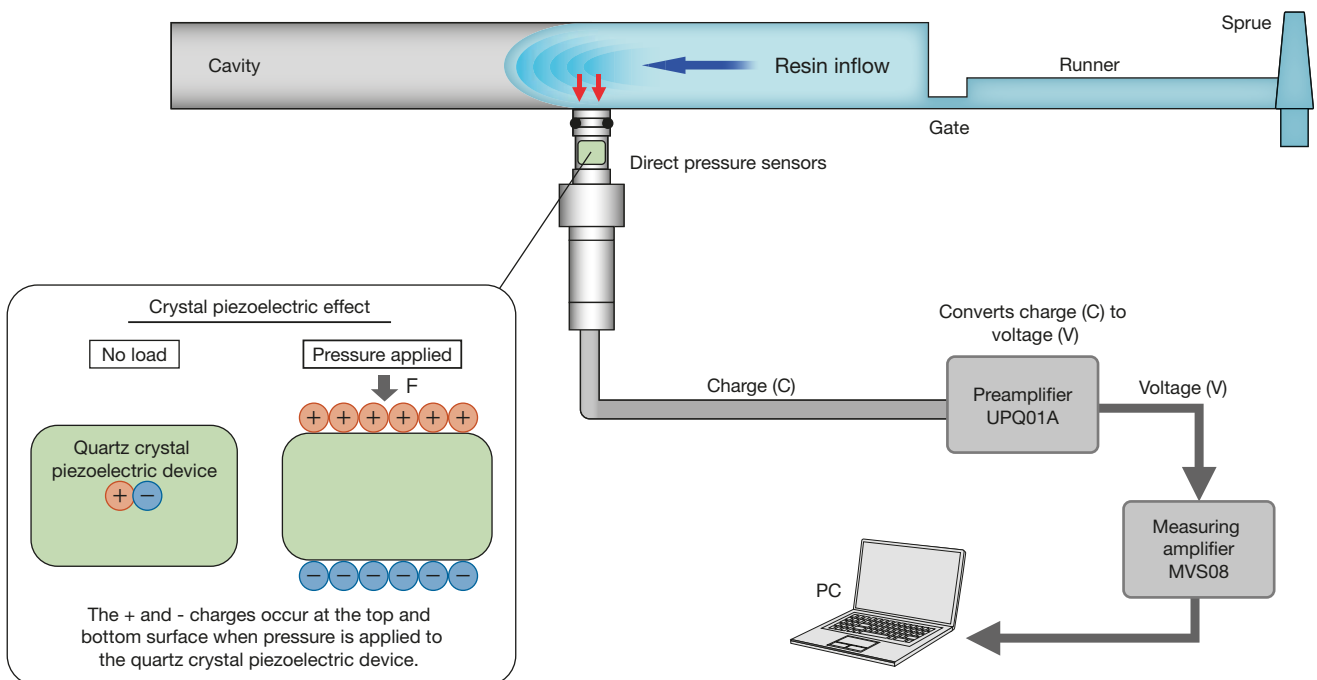 Sprue
Cavity
Resin inflow
Runner
Gate
Direct pressure sensors
Crystal piezoelectric effect
No load
Pressure applied
F
+ + + + + +
Quartz crystal
piezoelectric device
+ −
− − − − − −
The + and - charges occur at the top and
bottom surface when pressure is applied to
the quartz crystal piezoelectric device.
Converts charge (C) to
voltage (V)
Charge (C)
Preamplifier
UPQ01A
Voltage (V)
Measuring
amplifier
MVS08
PC